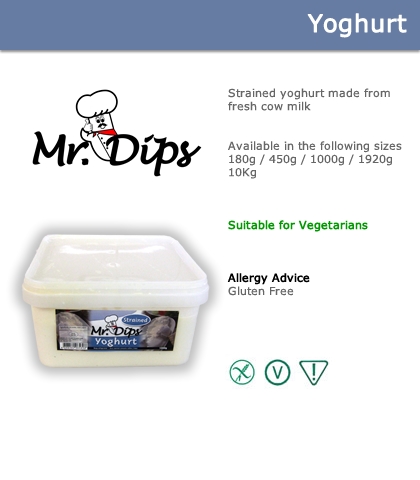 Yoghurt
Strained yoghurt made from
fresh cow milk
Mr. Dips
Available in the following sizes
180g / 450g / 1000g / 1920g
10Kg
Suitable for Vegetarians
Allergy Advice
Gluten Free
Strained
Mr. Dips
Yoghurt
V
!